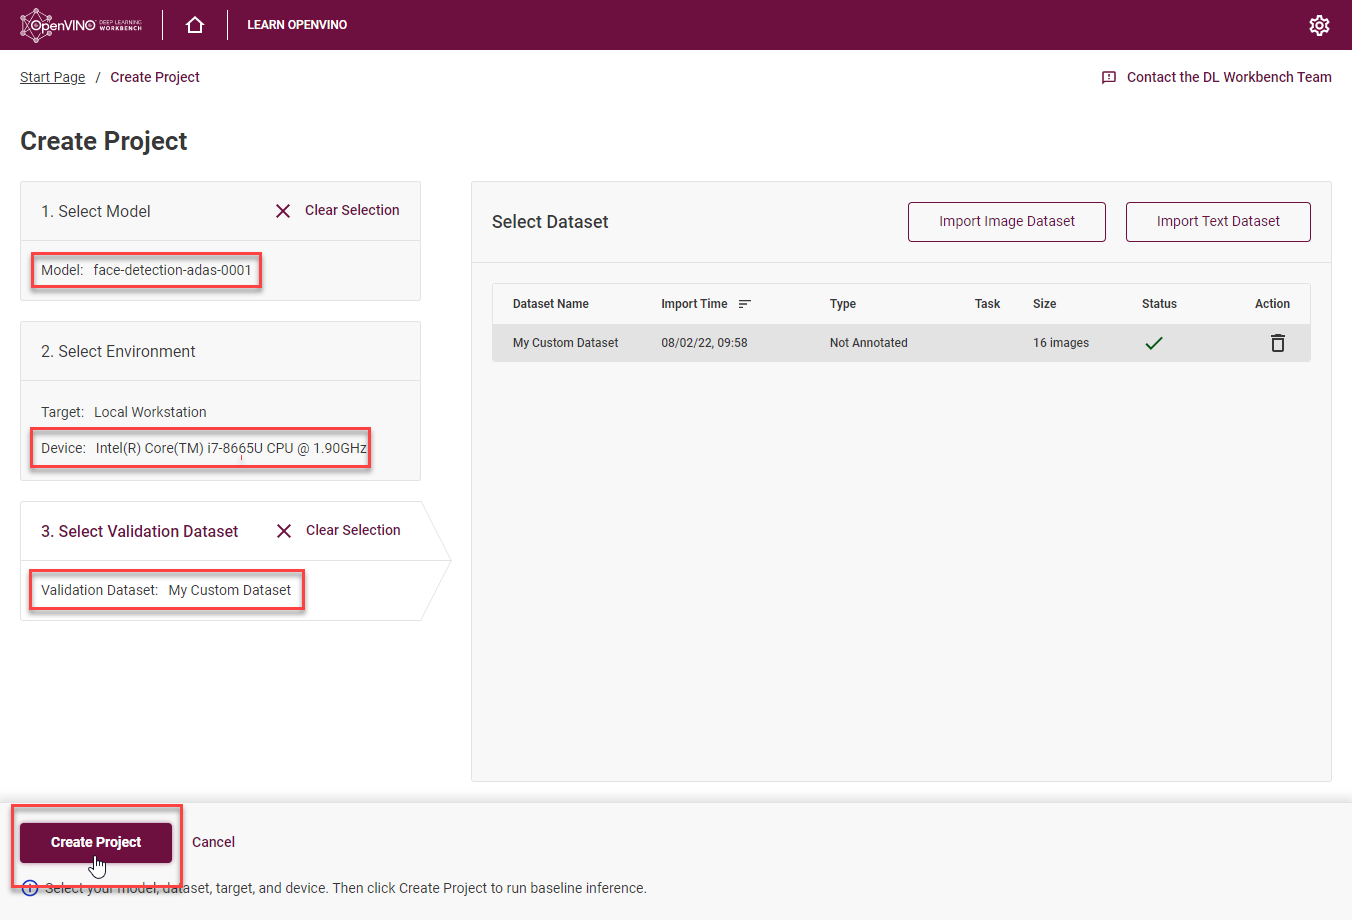 OpenVINO DEEP LEARNING WORKBENCH LEARN OPENVINO
Start Page / Create Project Contact the DL Workbench Team
Create Project
1. Select Model Clear Selection
Model: face-detection-adas-0001
2. Select Environment
Target: Local Workstation
Device: Intel(R) Core(TM) i7-8665U CPU @ 1.90GHz
3. Select Validation Dataset Clear Selection
Validation Dataset: My Custom Dataset
Select Dataset Import Image Dataset Import Text Dataset
Dataset Name Import Time Type Task Size Status Action
My Custom Dataset 08/02/22, 09:58 Not Annotated 16 images
Create Project Cancel
Select your model, dataset, target, and device. Then click Create Project to run baseline inference.